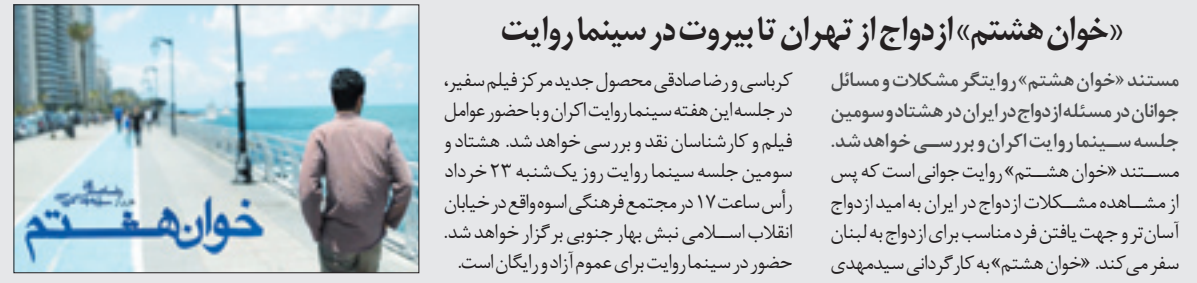 «خوان هشتم» ازدواج از تهران تا بیروت در سینما روایت
مستند «خوان هشتم» روایتگر مشکلات و مسائل
جوانان در مسئله ازدواج در ایران در هشتاد و سومین
جلسه سینما روایت اکران و بررسی خواهد شد.
مستند «خوان هشتم» روایت جوانی است که پس
از مشاهده مشکلات ازدواج در ایران به امید ازدواج
آسان‌تر و جهت یافتن فرد مناسب برای ازدواج به لبنان
سفر می‌کند. «خوان هشتم» به کارگردانی سیدمهدی
کرباسی و رضا صادقی محصول جدید مرکز فیلم سفیر،
در جلسه این هفته سینما روایت اکران و با حضور عوامل
فیلم و کارشناسان نقد و بررسی خواهد شد. هشتاد و
سومین جلسه سینما روایت روز یک‌شنبه ۲۳ خرداد
رأس ساعت ۱۷ در مجتمع فرهنگی اسوه واقع در خیابان
انقلاب اسلامی نبش بهار جنوبی برگزار خواهد شد.
حضور در سینما روایت برای عموم آزاد و رایگان است.
خوان هشتم